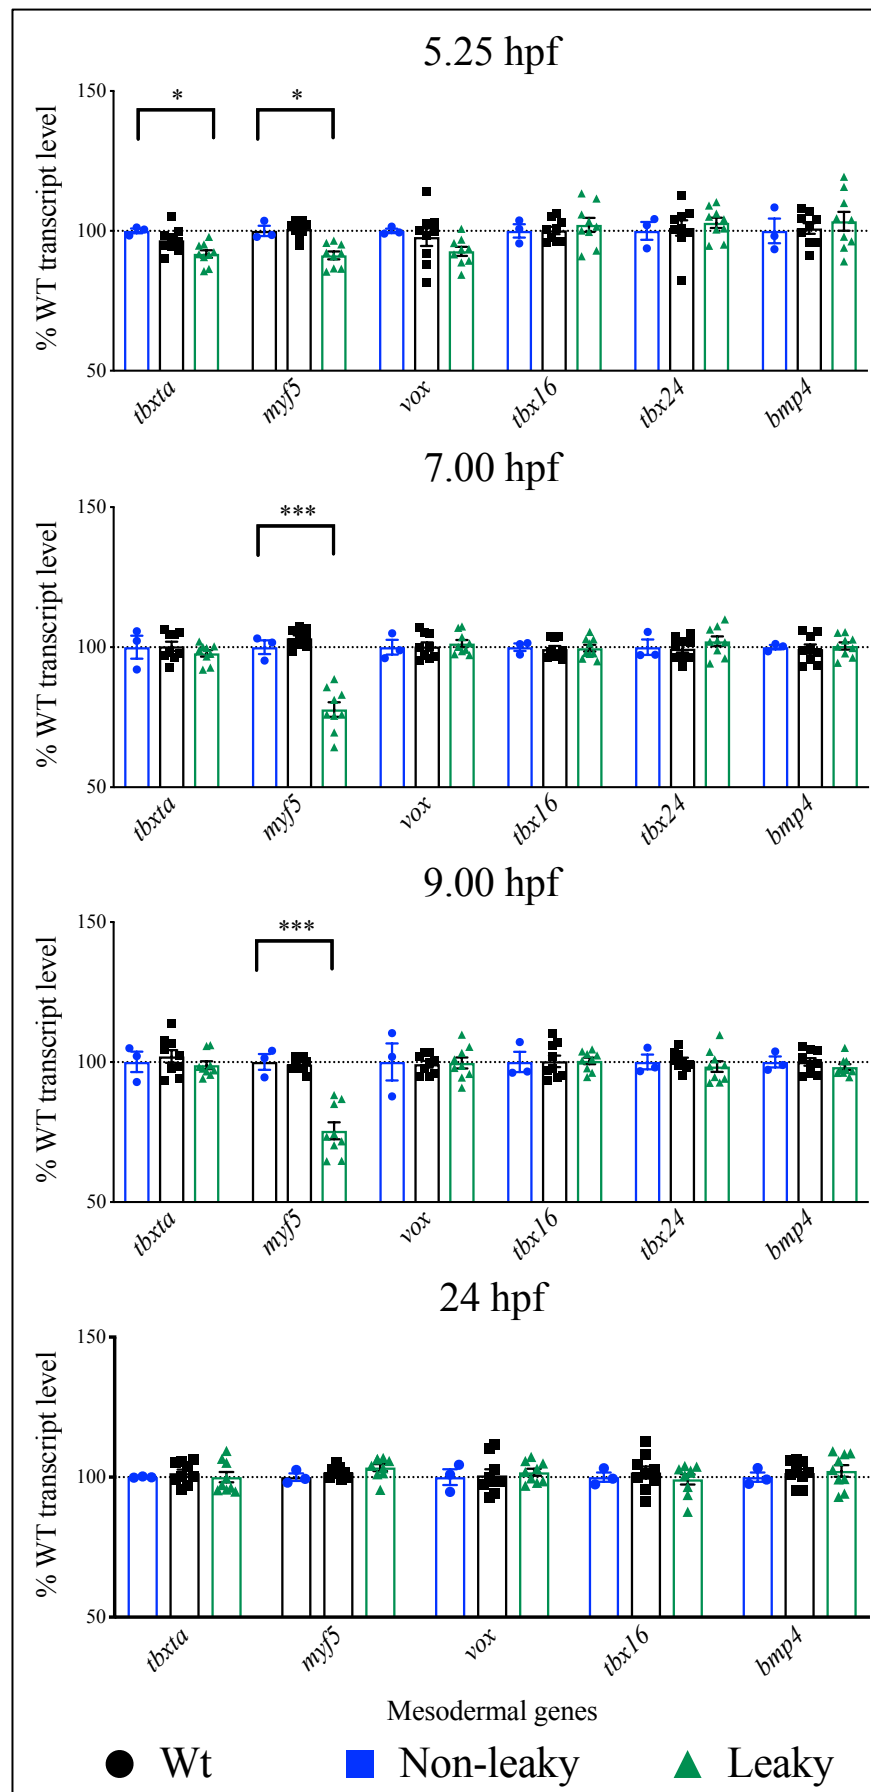 5.25 hpf
% WT transcript level
150
100
50
* *
tbxta myf5 vox tbx16 tbx24 bmp4
7.00 hpf
% WT transcript level
150
100
50
***
tbxta myf5 vox tbx16 tbx24 bmp4
9.00 hpf
% WT transcript level
150
100
50
***
tbxta myf5 vox tbx16 tbx24 bmp4
24 hpf
% WT transcript level
150
100
50
tbxta myf5 vox tbx16 bmp4
Mesodermal genes
Wt Non-leaky Leaky